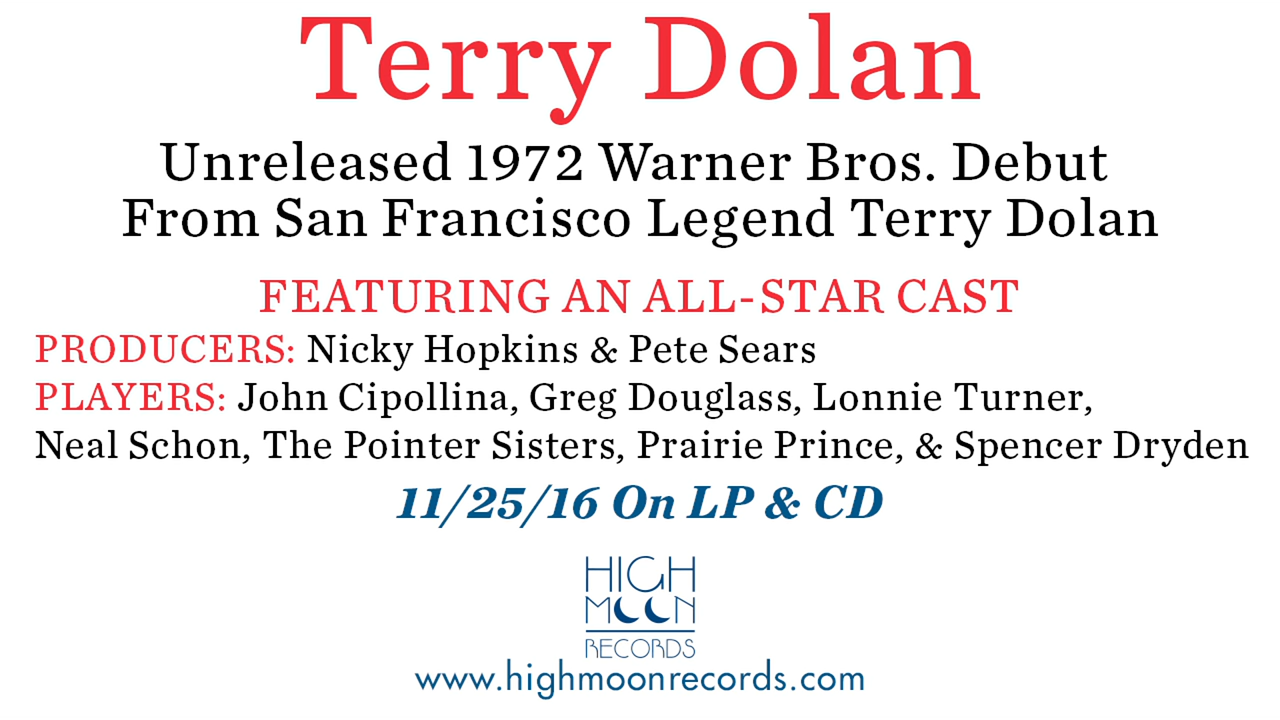 Terry Dolan
Unreleased 1972 Warner Bros. Debut
From San Francisco Legend Terry Dolan
FEATURING AN ALL-STAR CAST
PRODUCERS: Nicky Hopkins & Pete Sears
PLAYERS: John Cipollina, Greg Douglass, Lonnie Turner,
Neal Schon, The Pointer Sisters, Prairie Prince, & Spencer Dryden
11/25/16 On LP & CD
HIGH
MOON
RECORDS
www.highmoonrecords.com